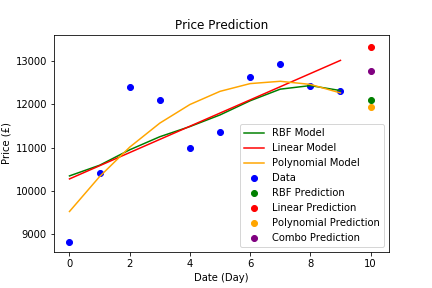 Price Prediction
13000
12000
11000
10000
9000
Price (£)
RBF Model
Linear Model
Polynomial Model
Data
RBF Prediction
Linear Prediction
Polynomial Prediction
Combo Prediction
0 2 4 6 8 10
Date (Day)